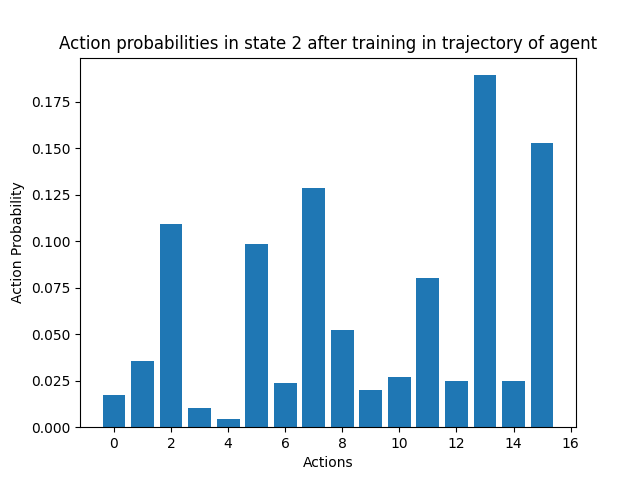 Action probabilities in state 2 after training in trajectory of agent
Action Probability
0.175
0.150
0.125
0.100
0.075
0.050
0.025
0.000
0 2 4 6 8 10 12 14 16
Actions